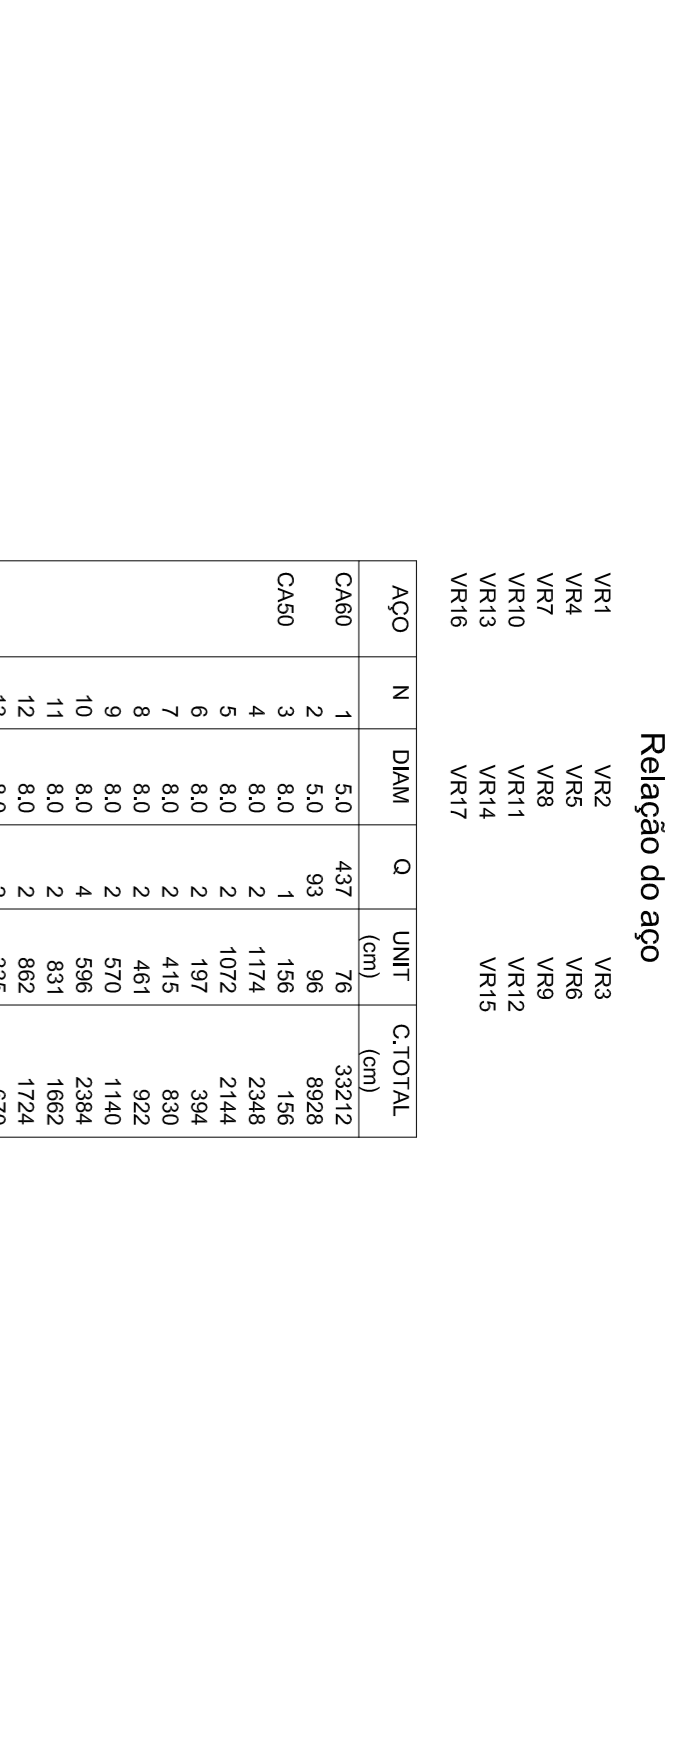 Relação do aço
VR1 VR2 VR3
VR4 VR5 VR6
VR7 VR8 VR9
VR10 VR11 VR12
VR13 VR14 VR15
VR16 VR17
AÇO N DIAM Q UNIT C.TOTAL
(cm) (cm)
CA60 1 5.0 437 76 33212
2 5.0 93 96 8928
CA50 3 8.0 1 156 156
4 8.0 2 1174 2348
5 8.0 2 1072 2144
6 8.0 2 197 394
7 8.0 2 415 830
8 8.0 2 461 922
9 8.0 2 570 1140
10 8.0 4 596 2384
11 8.0 2 831 1662
12 8.0 2 862 1724